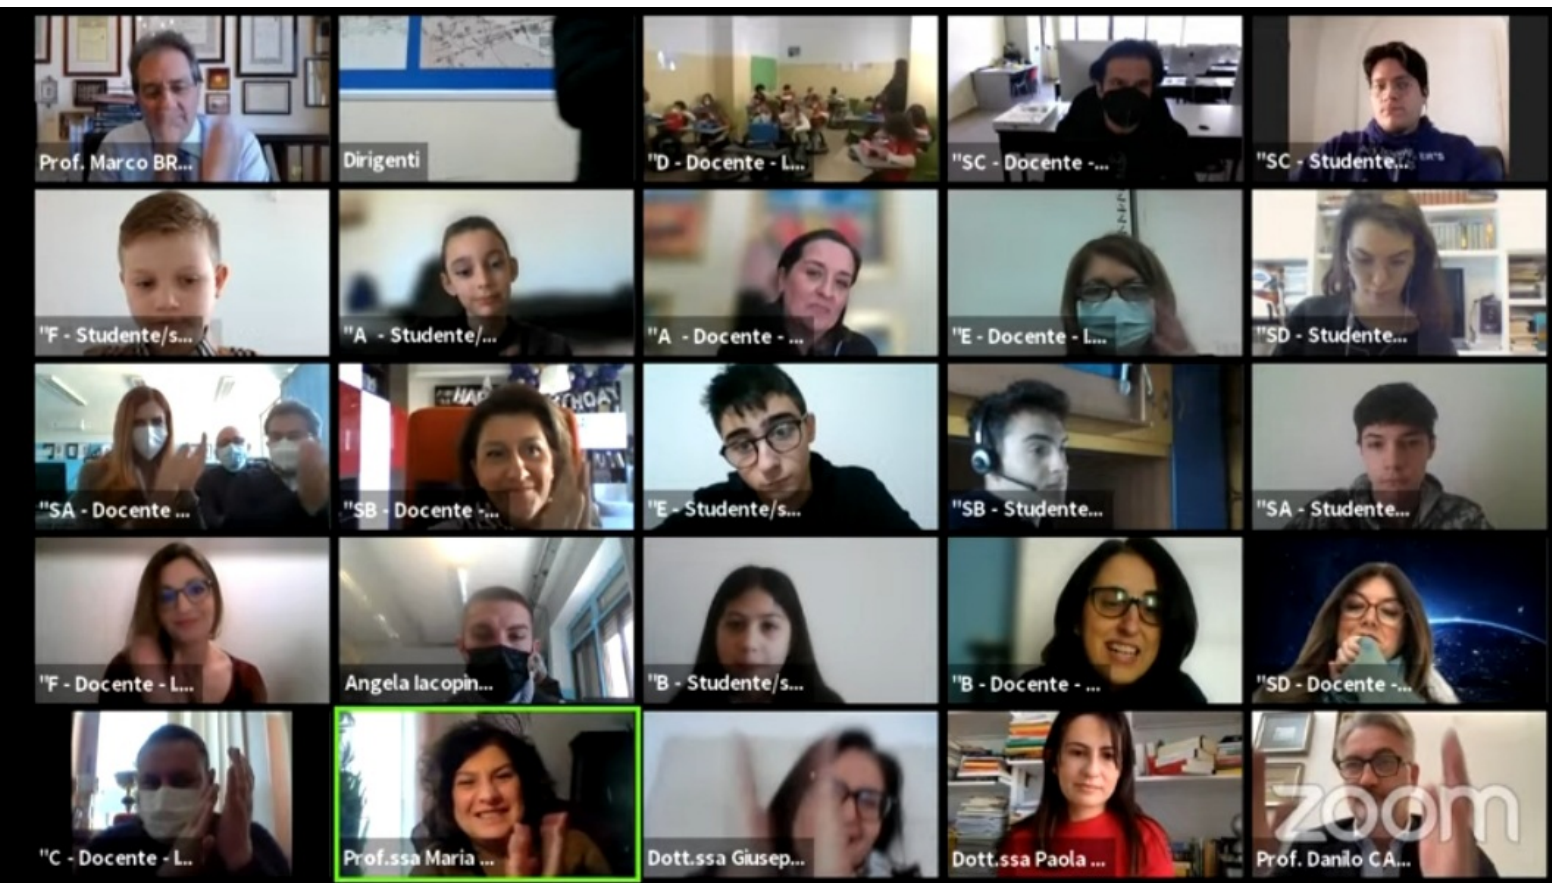 Prof. Marco BR...
Dirigenti
"D - Docente - L...
"SC - Docente -...
"SC - Studente...
"F - Studente/s...
"A - Studente/...
"A - Docente - ...
"E - Docente - L...
"SD - Studente...
"SA - Docente ...
"SB - Docente -...
"E - Studente/s...
"SB - Studente...
"SA - Studente...
"F - Docente - L...
Angela Iacopin...
"B - Studente/s...
"B - Docente - ...
"SD - Docente -...
"C - Docente - L..
Prof.ssa Maria ...
Dott.ssa Giusep...
Dott.ssa Paola ...
Prof. Danilo CA...
zoom